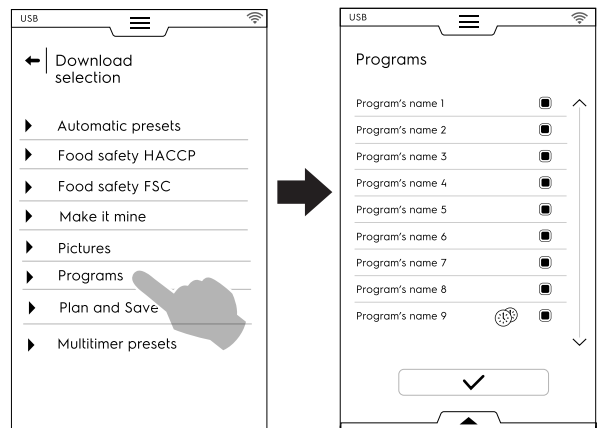 USB
Download
selection
Automatic presets
Food safety HACCP
Food safety FSC
Make it mine
Pictures
Programs
Plan and Save
Multitimer presets
USB
Programs
Program's name 1
Program's name 2
Program's name 3
Program's name 4
Program's name 5
Program's name 6
Program's name 7
Program's name 8
Program's name 9